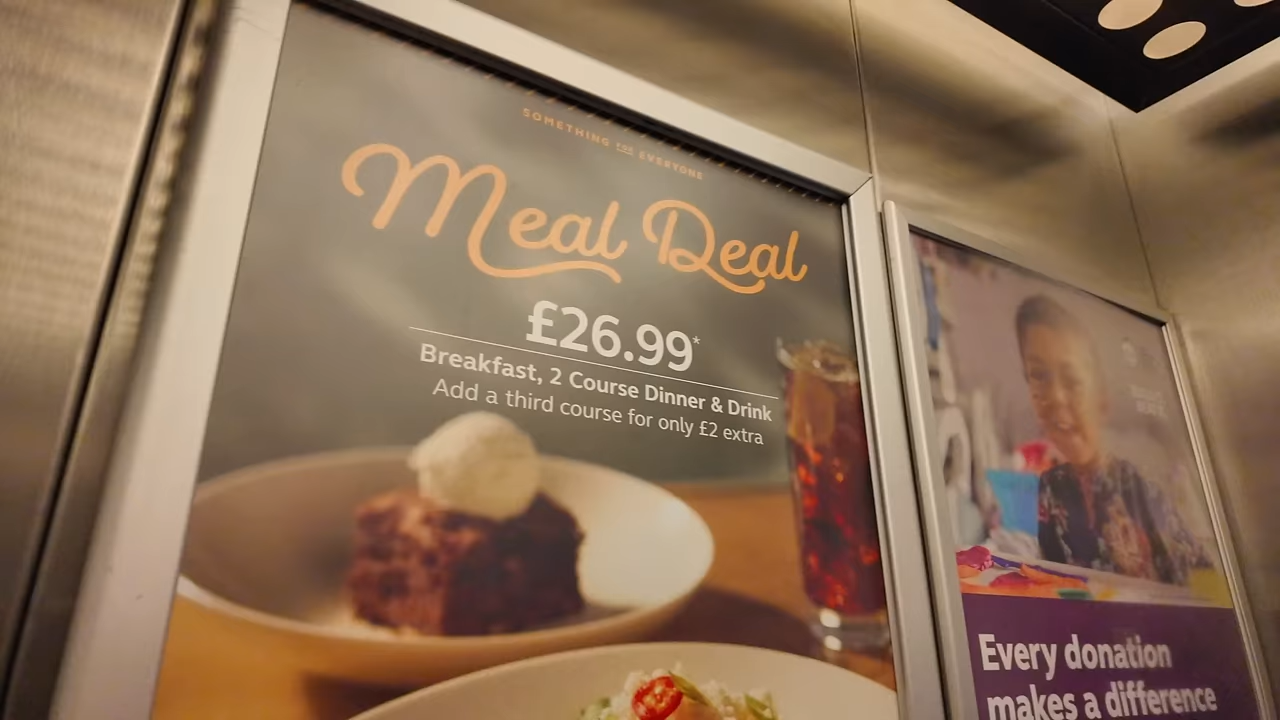 SOMETHING FOR EVERYONE
Meal Deal
£26.99*
Breakfast, 2 Course Dinner & Drink
Add a third course for only £2 extra
Every donation
makes a difference